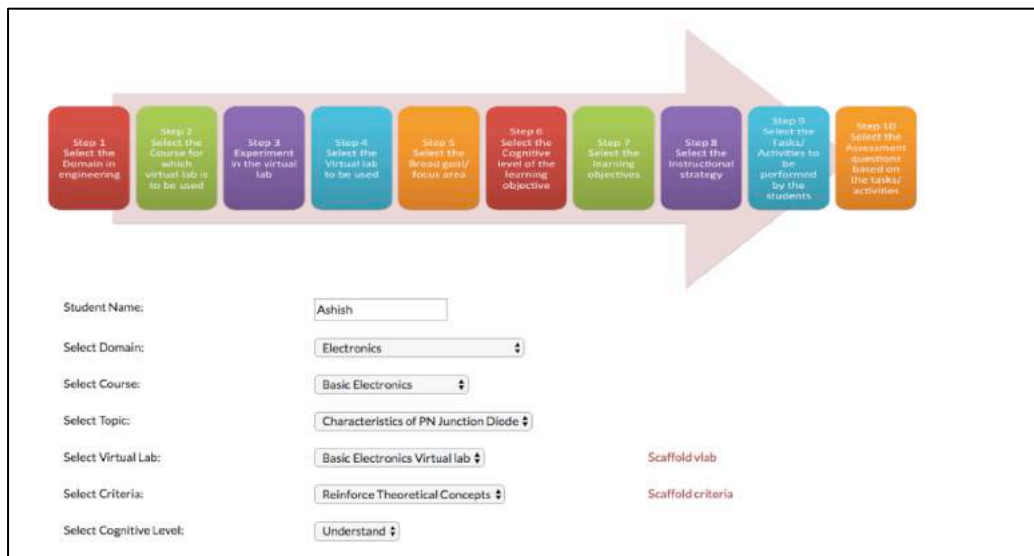 Step 1
Select the
Domain in
engineering
Step 2
Select the
Course for
which
virtual lab is
to be used
Step 3
Experiment
in the virtual
lab
Step 4
Select the
Virtual lab
to be used
Step 5
Select the
Broad goal/
focus area
Step 6
Select the
Cognitive
level of the
learning
objective
Step 7
Select the
learning
objectives
Step 8
Select the
Instructional
strategy
Step 9
Select the
Tasks/
Activities to
be
performed
by the
students
Step 10
Select the
Assessment
questions
based on
the tasks/
activities
Student Name: Ashish
Select Domain: Electronics
Select Course: Basic Electronics
Select Topic: Characteristics of PN Junction Diode
Select Virtual Lab: Basic Electronics Virtual lab Scaffold vlab
Select Criteria: Reinforce Theoretical Concepts Scaffold criteria
Select Cognitive Level: Understand